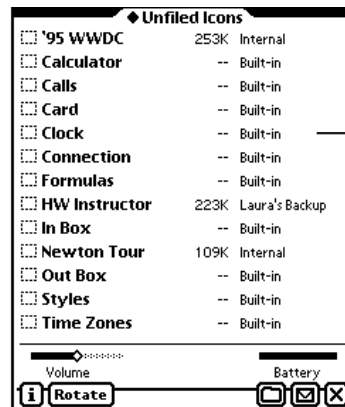 ◆Unfiled Icons
'95 WWDC 253K Internal
Calculator -- Built-in
Calls -- Built-in
Card -- Built-in
Clock -- Built-in
Connection -- Built-in
Formulas -- Built-in
HW Instructor 223K Laura's Backup
In Box -- Built-in
Newton Tour 109K Internal
Out Box -- Built-in
Styles -- Built-in
Time Zones -- Built-in
Volume Battery
i Rotate X